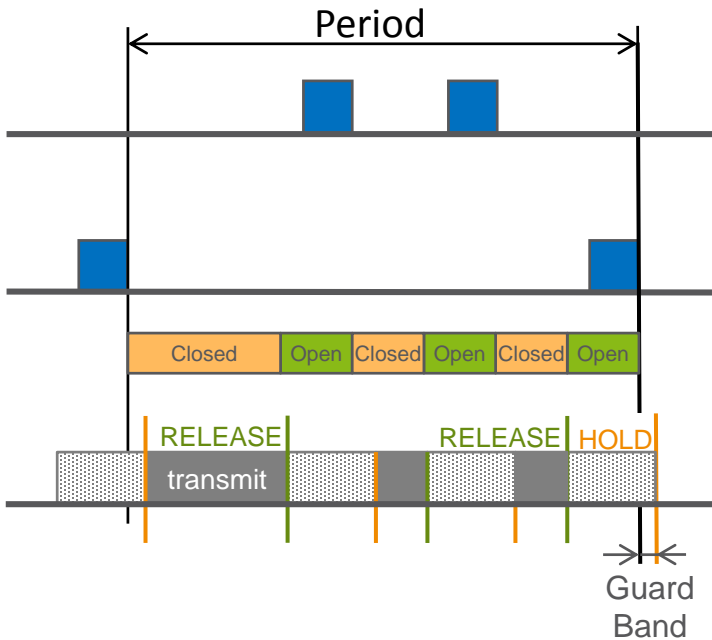 Period
Closed Open Closed Open Closed Open
RELEASE RELEASE HOLD
transmit
Guard
Band